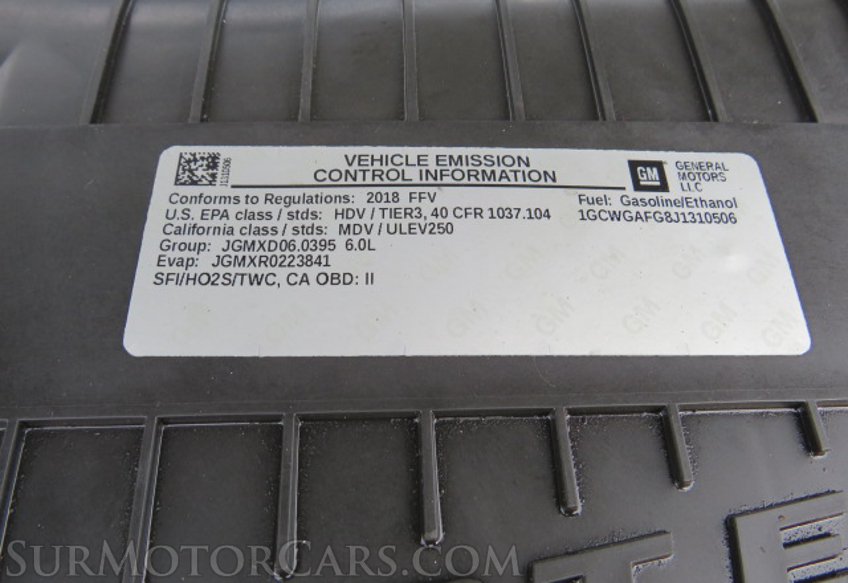 J1310506
VEHICLE EMISSION
CONTROL INFORMATION
GM
GENERAL
MOTORS
LLC
Conforms to Regulations: 2018 FFV
Fuel: Gasoline/Ethanol
U.S. EPA class / stds: HDV / TIER3, 40 CFR 1037.104
1GCWGAFG8J1310506
California class / stds: MDV / ULEV250
Group: JGMXD06.0395 6.0L
Evap: JGMXR0223841
SFI/HO2S/TWC, CA OBD: II
SURMOTORCARS.COM